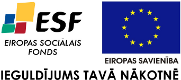 ESF
EIROPAS SOCIĀLAIS
FONDS
EIROPAS SAVIENĪBA
IEGULDĪJUMS TAVĀ NĀKOTNĒ